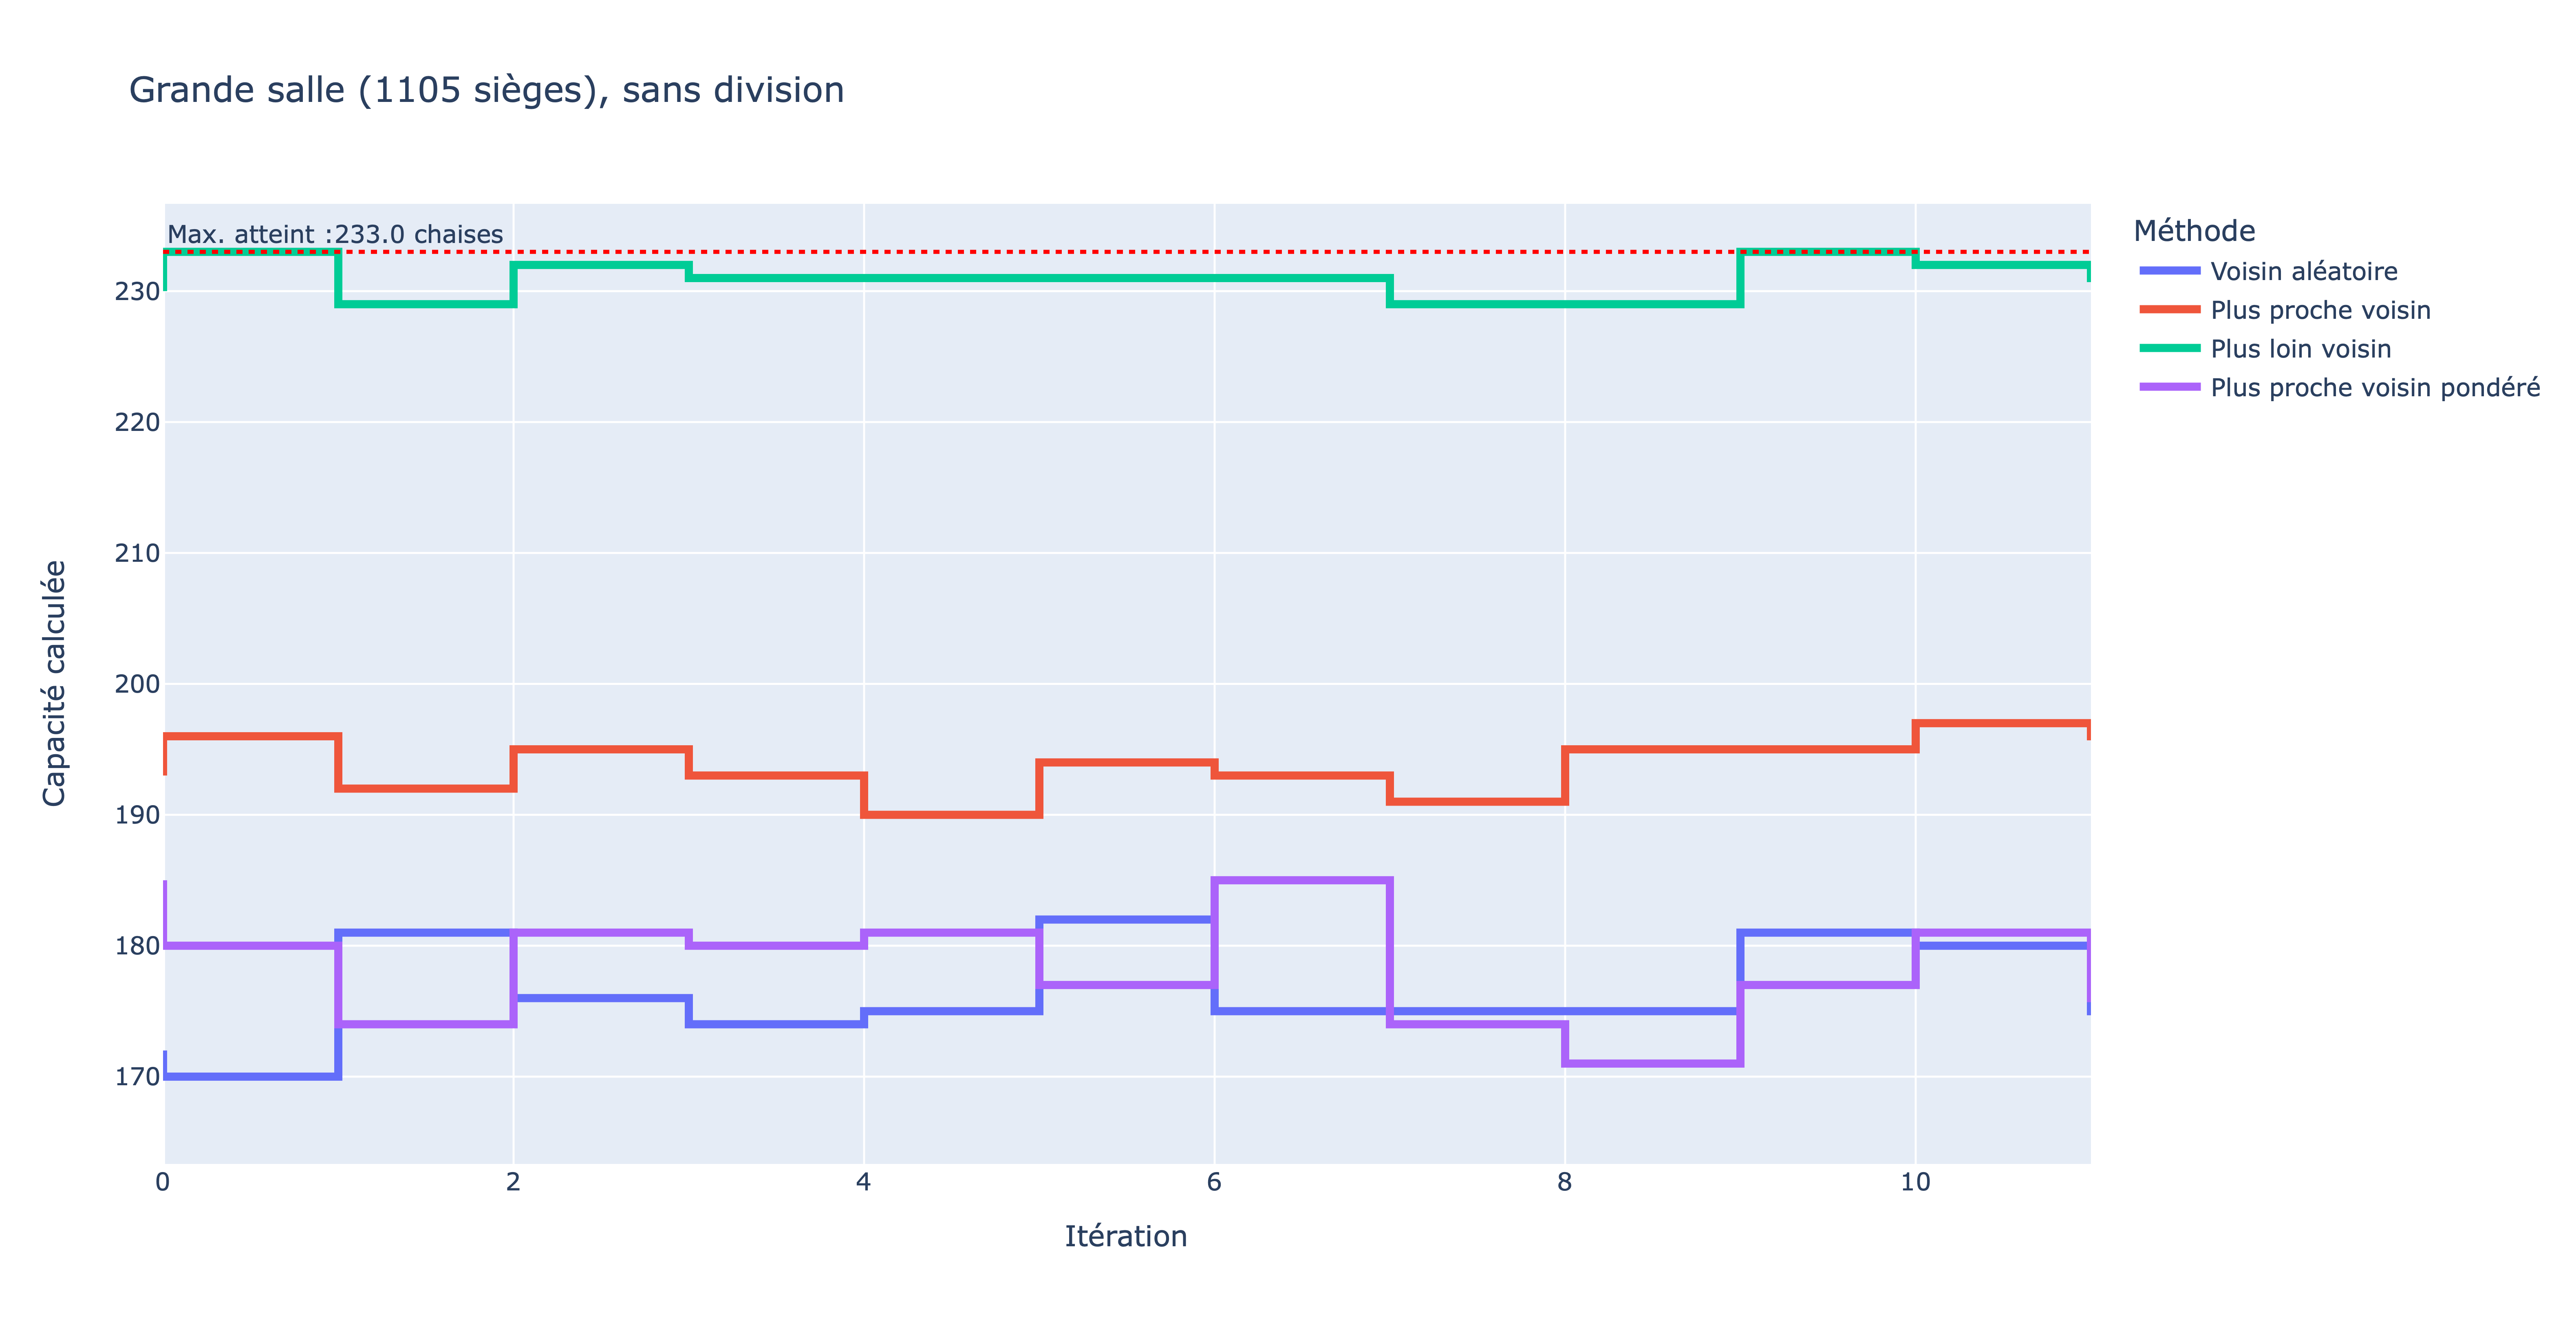 Grande salle (1105 sièges), sans division
Max. atteint :233.0 chaises
Méthode
Voisin aléatoire
Plus proche voisin
Plus loin voisin
Plus proche voisin pondéré
Capacité calculée
230
220
210
200
190
180
170
0 2 4 6 8 10
Itération